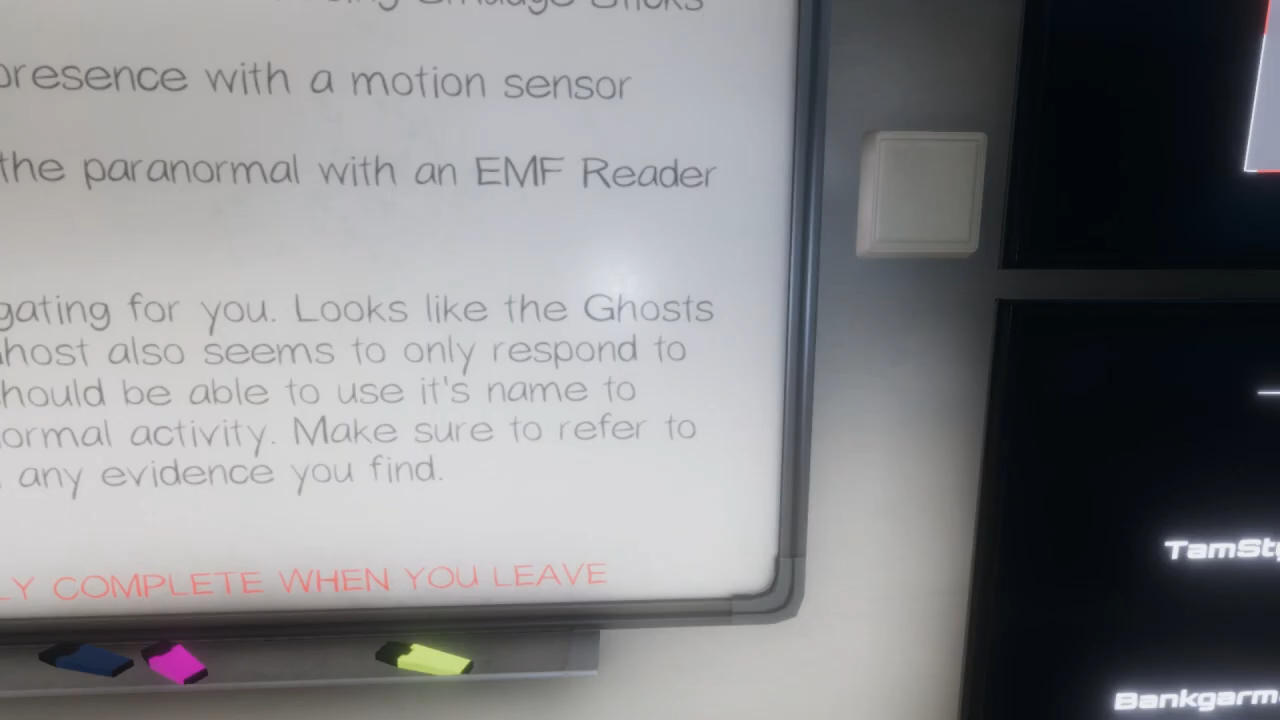 Smudge Sticks
presence with a motion sensor
the paranormal with an EMF Reader
gating for you. Looks like the Ghosts
host also seems to only respond to
hould be able to use it's name to
ormal activity. Make sure to refer to
any evidence you find.
LY COMPLETE WHEN YOU LEAVE
TamSt
Bankgarm